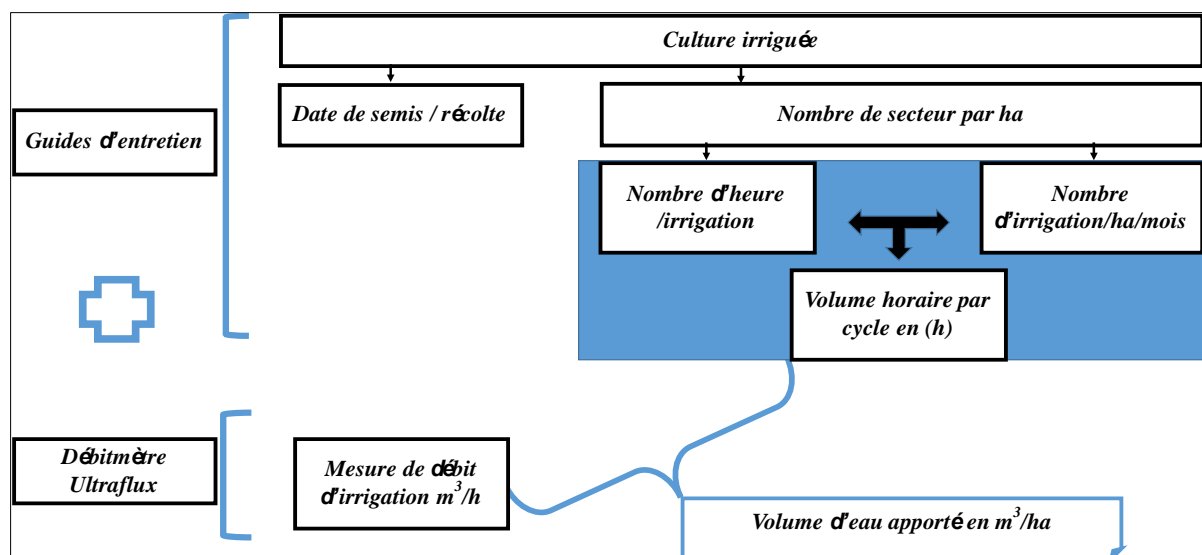 Culture irriguée
Date de semis / récolte
Nombre de secteur par ha
Guides d'entretien
Nombre d'heure
/irrigation
Nombre
d'irrigation/ha/mois
Volume horaire par
cycle en (h)
Débitmètre
Ultraflux
Mesure de débit
d'irrigation m³/h
Volume d'eau apporté en m³/ha